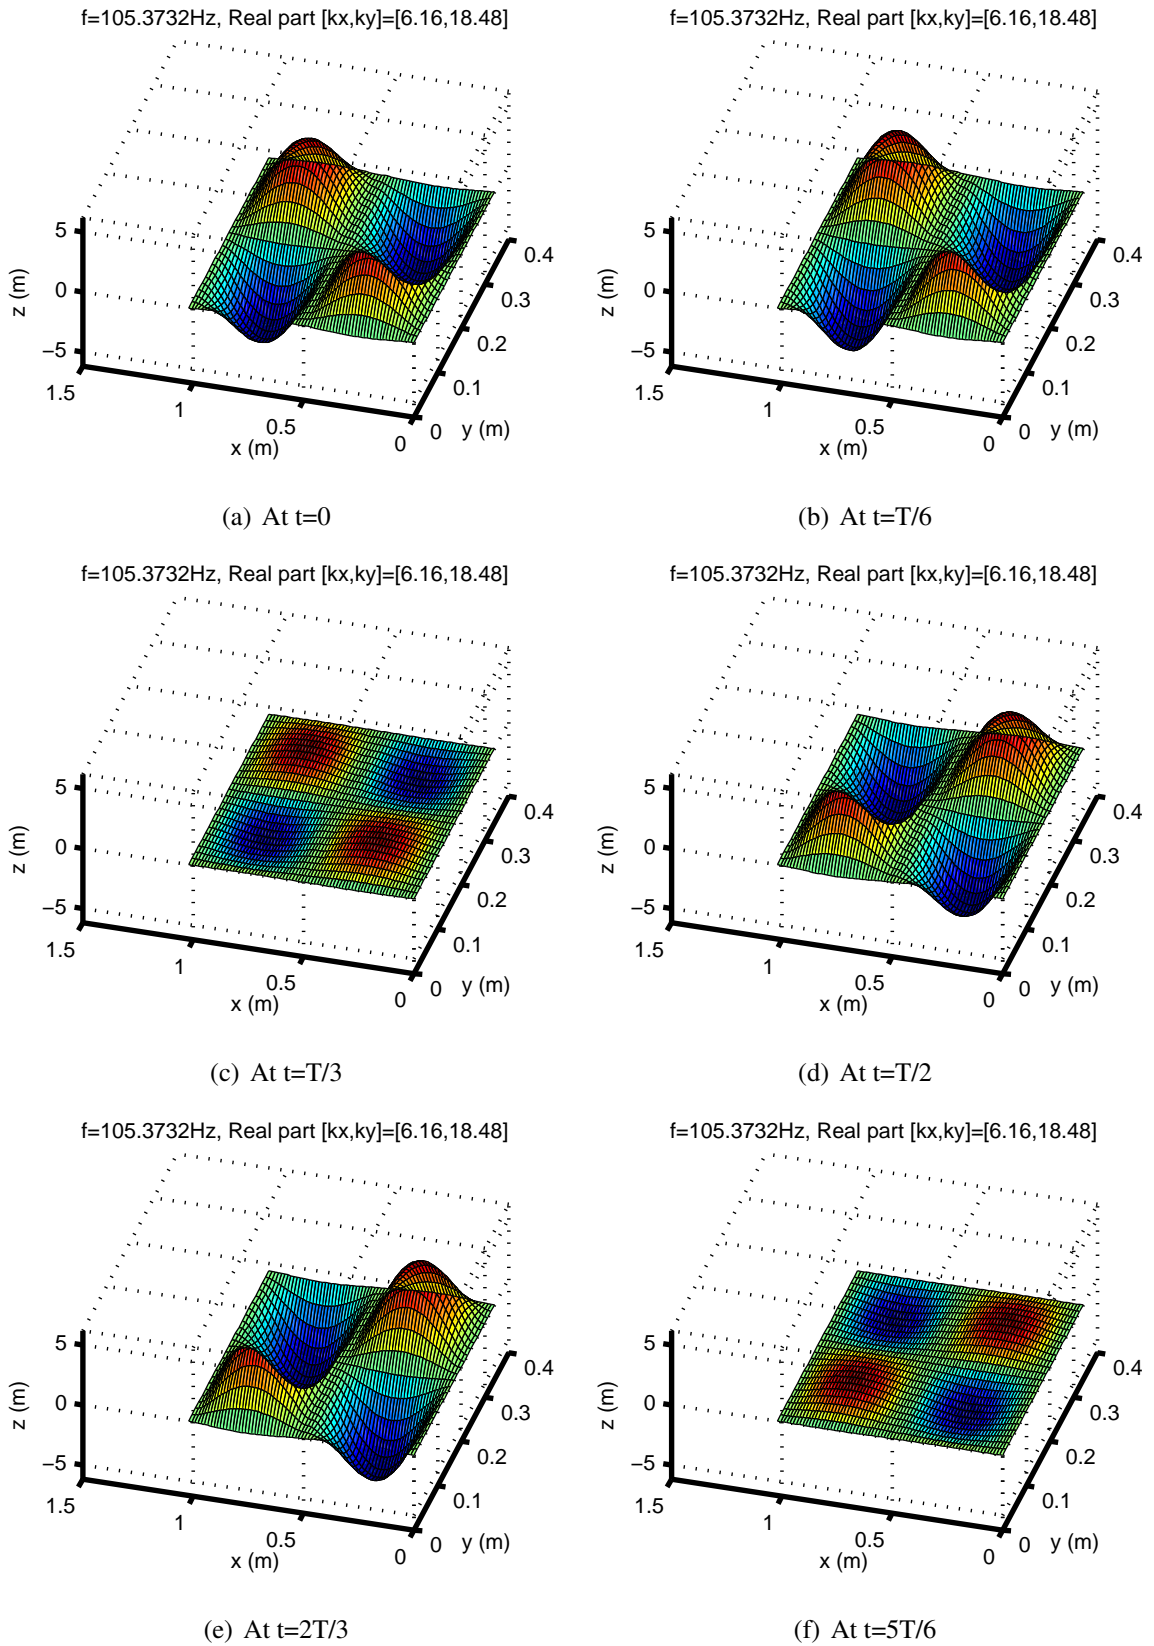 f=105.3732Hz, Real part [kx,ky]=[6.16,18.48]
5
0
−5
z (m)
1.5
1
0.5
0
x (m)
0
0.1
0.2
0.3
0.4
y (m)
(a) At t=0
f=105.3732Hz, Real part [kx,ky]=[6.16,18.48]
5
0
−5
z (m)
1.5
1
0.5
0
x (m)
0
0.1
0.2
0.3
0.4
y (m)
(b) At t=T/6
f=105.3732Hz, Real part [kx,ky]=[6.16,18.48]
5
0
−5
z (m)
1.5
1
0.5
0
x (m)
0
0.1
0.2
0.3
0.4
y (m)
(c) At t=T/3
f=105.3732Hz, Real part [kx,ky]=[6.16,18.48]
5
0
−5
z (m)
1.5
1
0.5
0
x (m)
0
0.1
0.2
0.3
0.4
y (m)
(d) At t=T/2
f=105.3732Hz, Real part [kx,ky]=[6.16,18.48]
5
0
−5
z (m)
1.5
1
0.5
0
x (m)
0
0.1
0.2
0.3
0.4
y (m)
(e) At t=2T/3
f=105.3732Hz, Real part [kx,ky]=[6.16,18.48]
5
0
−5
z (m)
1.5
1
0.5
0
x (m)
0
0.1
0.2
0.3
0.4
y (m)
(f) At t=5T/6